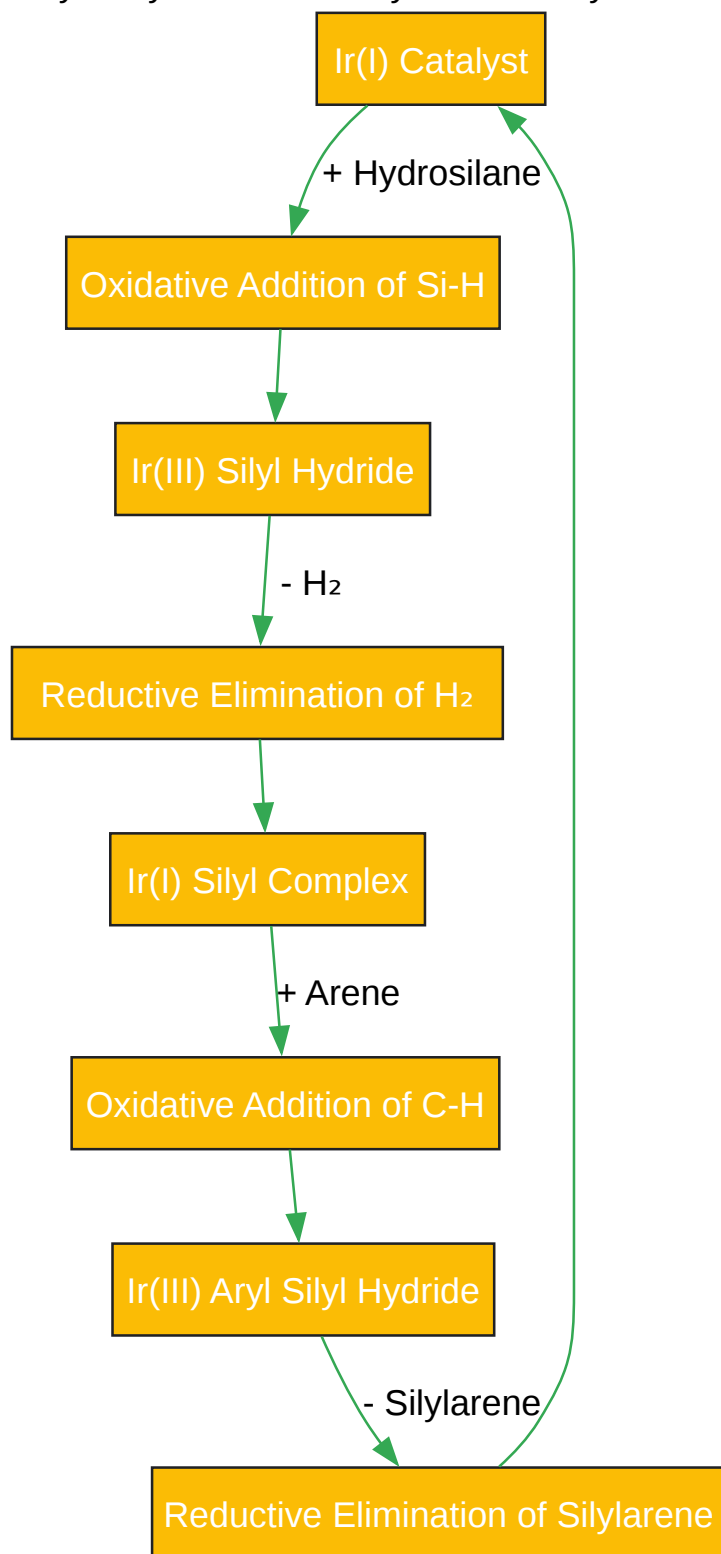 Ir(I) Catalyst
+ Hydrosilane
Oxidative Addition of Si-H
Ir(III) Silyl Hydride
- H₂
Reductive Elimination of H₂
Ir(I) Silyl Complex
+ Arene
Oxidative Addition of C-H
Ir(III) Aryl Silyl Hydride
- Silylarene
Reductive Elimination of Silylarene